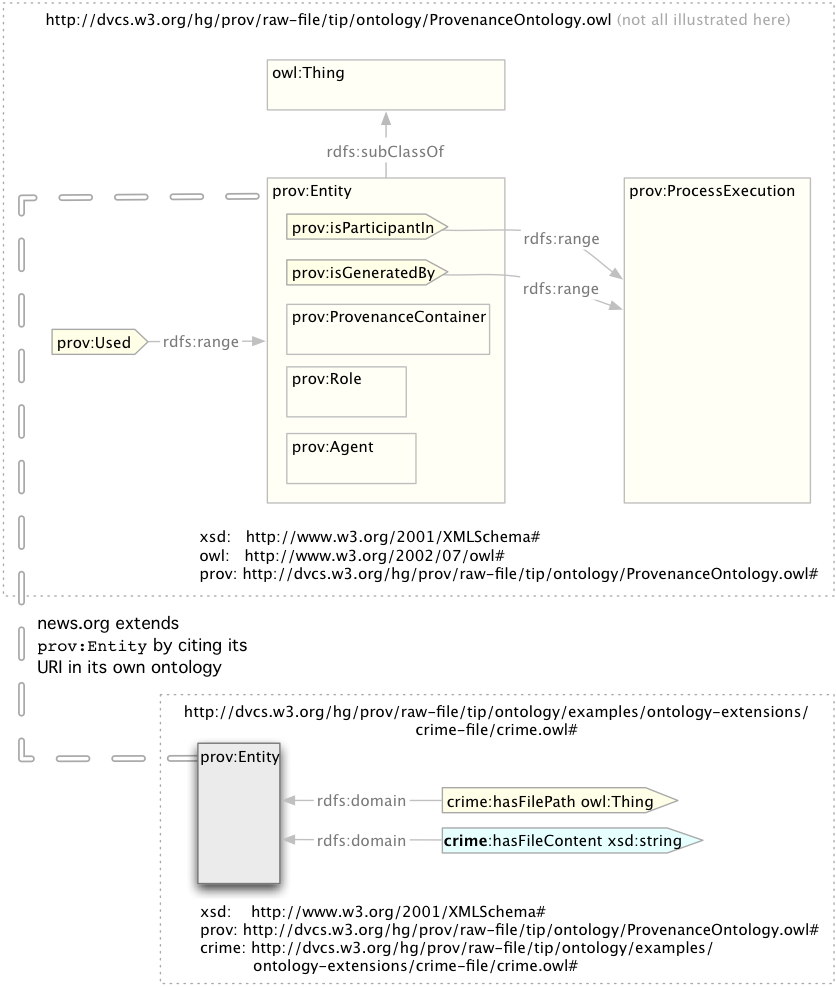 http://dvcs.w3.org/hg/prov/raw-file/tip/ontology/ProvenanceOntology.owl (not all illustrated here)
owl:Thing
rdfs:subClassOf
prov:Entity
prov:ProcessExecution
prov:isParticipantIn
rdfs:range
prov:isGeneratedBy
rdfs:range
prov:ProvenanceContainer
prov:Used
rdfs:range
prov:Role
prov:Agent
xsd: http://www.w3.org/2001/XMLSchema#
owl: http://www.w3.org/2002/07/owl#
prov: http://dvcs.w3.org/hg/prov/raw-file/tip/ontology/ProvenanceOntology.owl#
news.org extends
prov:Entity by citing its
URI in its own ontology
http://dvcs.w3.org/hg/prov/raw-file/tip/ontology/examples/ontology-extensions/
crime-file/crime.owl#
prov:Entity
rdfs:domain
crime:hasFilePath owl:Thing
rdfs:domain
crime:hasFileContent xsd:string
xsd: http://www.w3.org/2001/XMLSchema#
prov: http://dvcs.w3.org/hg/prov/raw-file/tip/ontology/ProvenanceOntology.owl#
crime: http://dvcs.w3.org/hg/prov/raw-file/tip/ontology/examples/
ontology-extensions/crime-file/crime.owl#